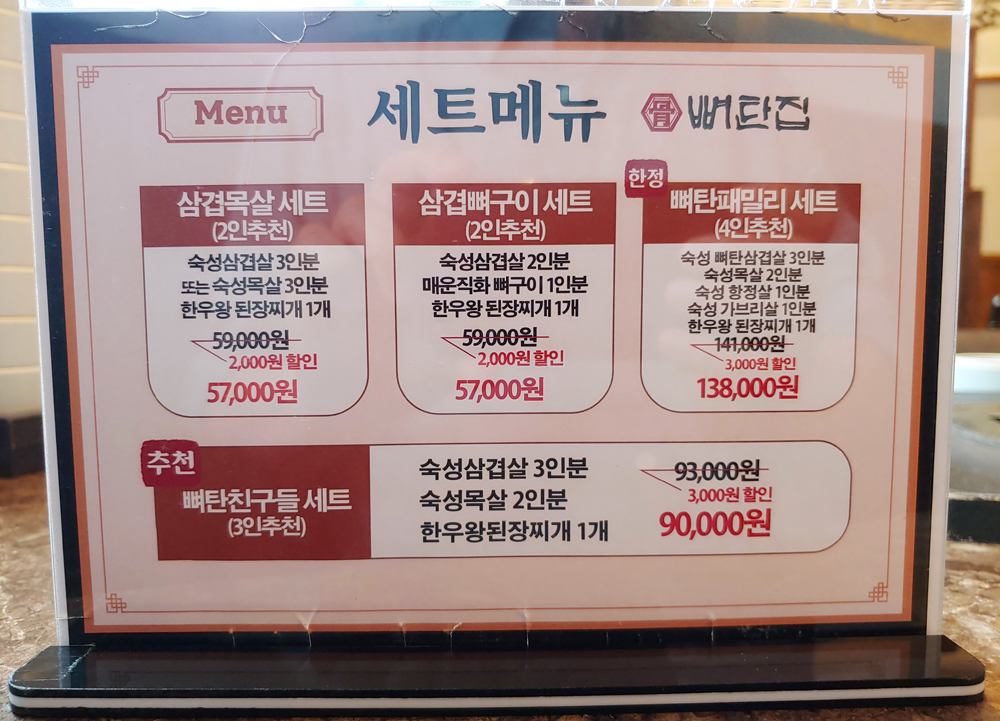 Menu
세트메뉴
骨 뼈탄집
삼겹목살 세트
(2인추천)
숙성삼겹살 3인분
또는 숙성목살 3인분
한우왕 된장찌개 1개
59,000원
2,000원 할인
57,000원
삼겹뼈구이 세트
(2인추천)
숙성삼겹살 2인분
매운직화 뼈구이 1인분
한우왕 된장찌개 1개
59,000원
2,000원 할인
57,000원
한정
뼈탄패밀리 세트
(4인추천)
숙성 뼈탄삼겹살 3인분
숙성목살 2인분
숙성 항정살 1인분
숙성 가브리살 1인분
한우왕 된장찌개 1개
141,000원
3,000원 할인
138,000원
추천
뼈탄친구들 세트
(3인추천)
숙성삼겹살 3인분
숙성목살 2인분
한우왕된장찌개 1개
93,000원
3,000원 할인
90,000원